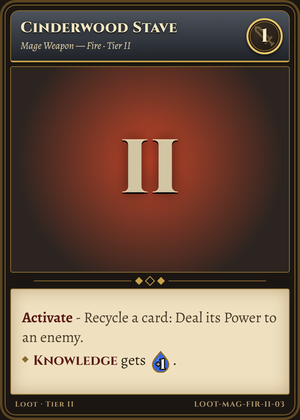 Cinderwood Stave
Mage Weapon — Fire · Tier II
1
II
Activate - Recycle a card: Deal its Power to
an enemy.
Knowledge gets 1 .
Loot · Tier II
LOOT-MAG-FIR-II-03